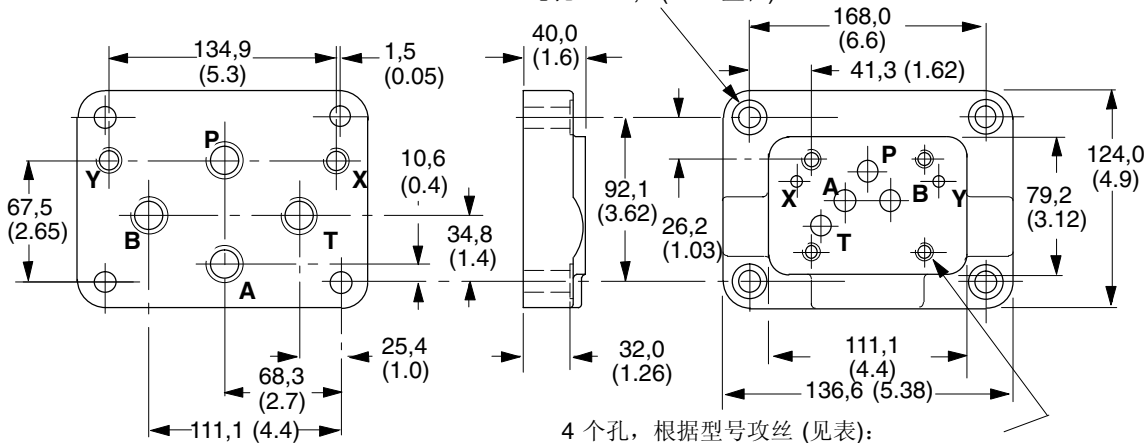 168,0
(6.6)
134,9
(5.3)
1,5
(0.05)
40,0
(1.6)
41,3 (1.62)
P
Y
X
B
T
A
67,5
(2.65)
10,6
(0.4)
34,8
(1.4)
25,4
(1.0)
68,3
(2.7)
111,1 (4.4)
92,1
(3.62)
26,2
(1.03)
32,0
(1.26)
P
A
B
X
Y
T
124,0
(4.9)
79,2
(3.12)
111,1
(4.4)
136,6 (5.38)
4 个孔，根据型号攻丝 (见表):